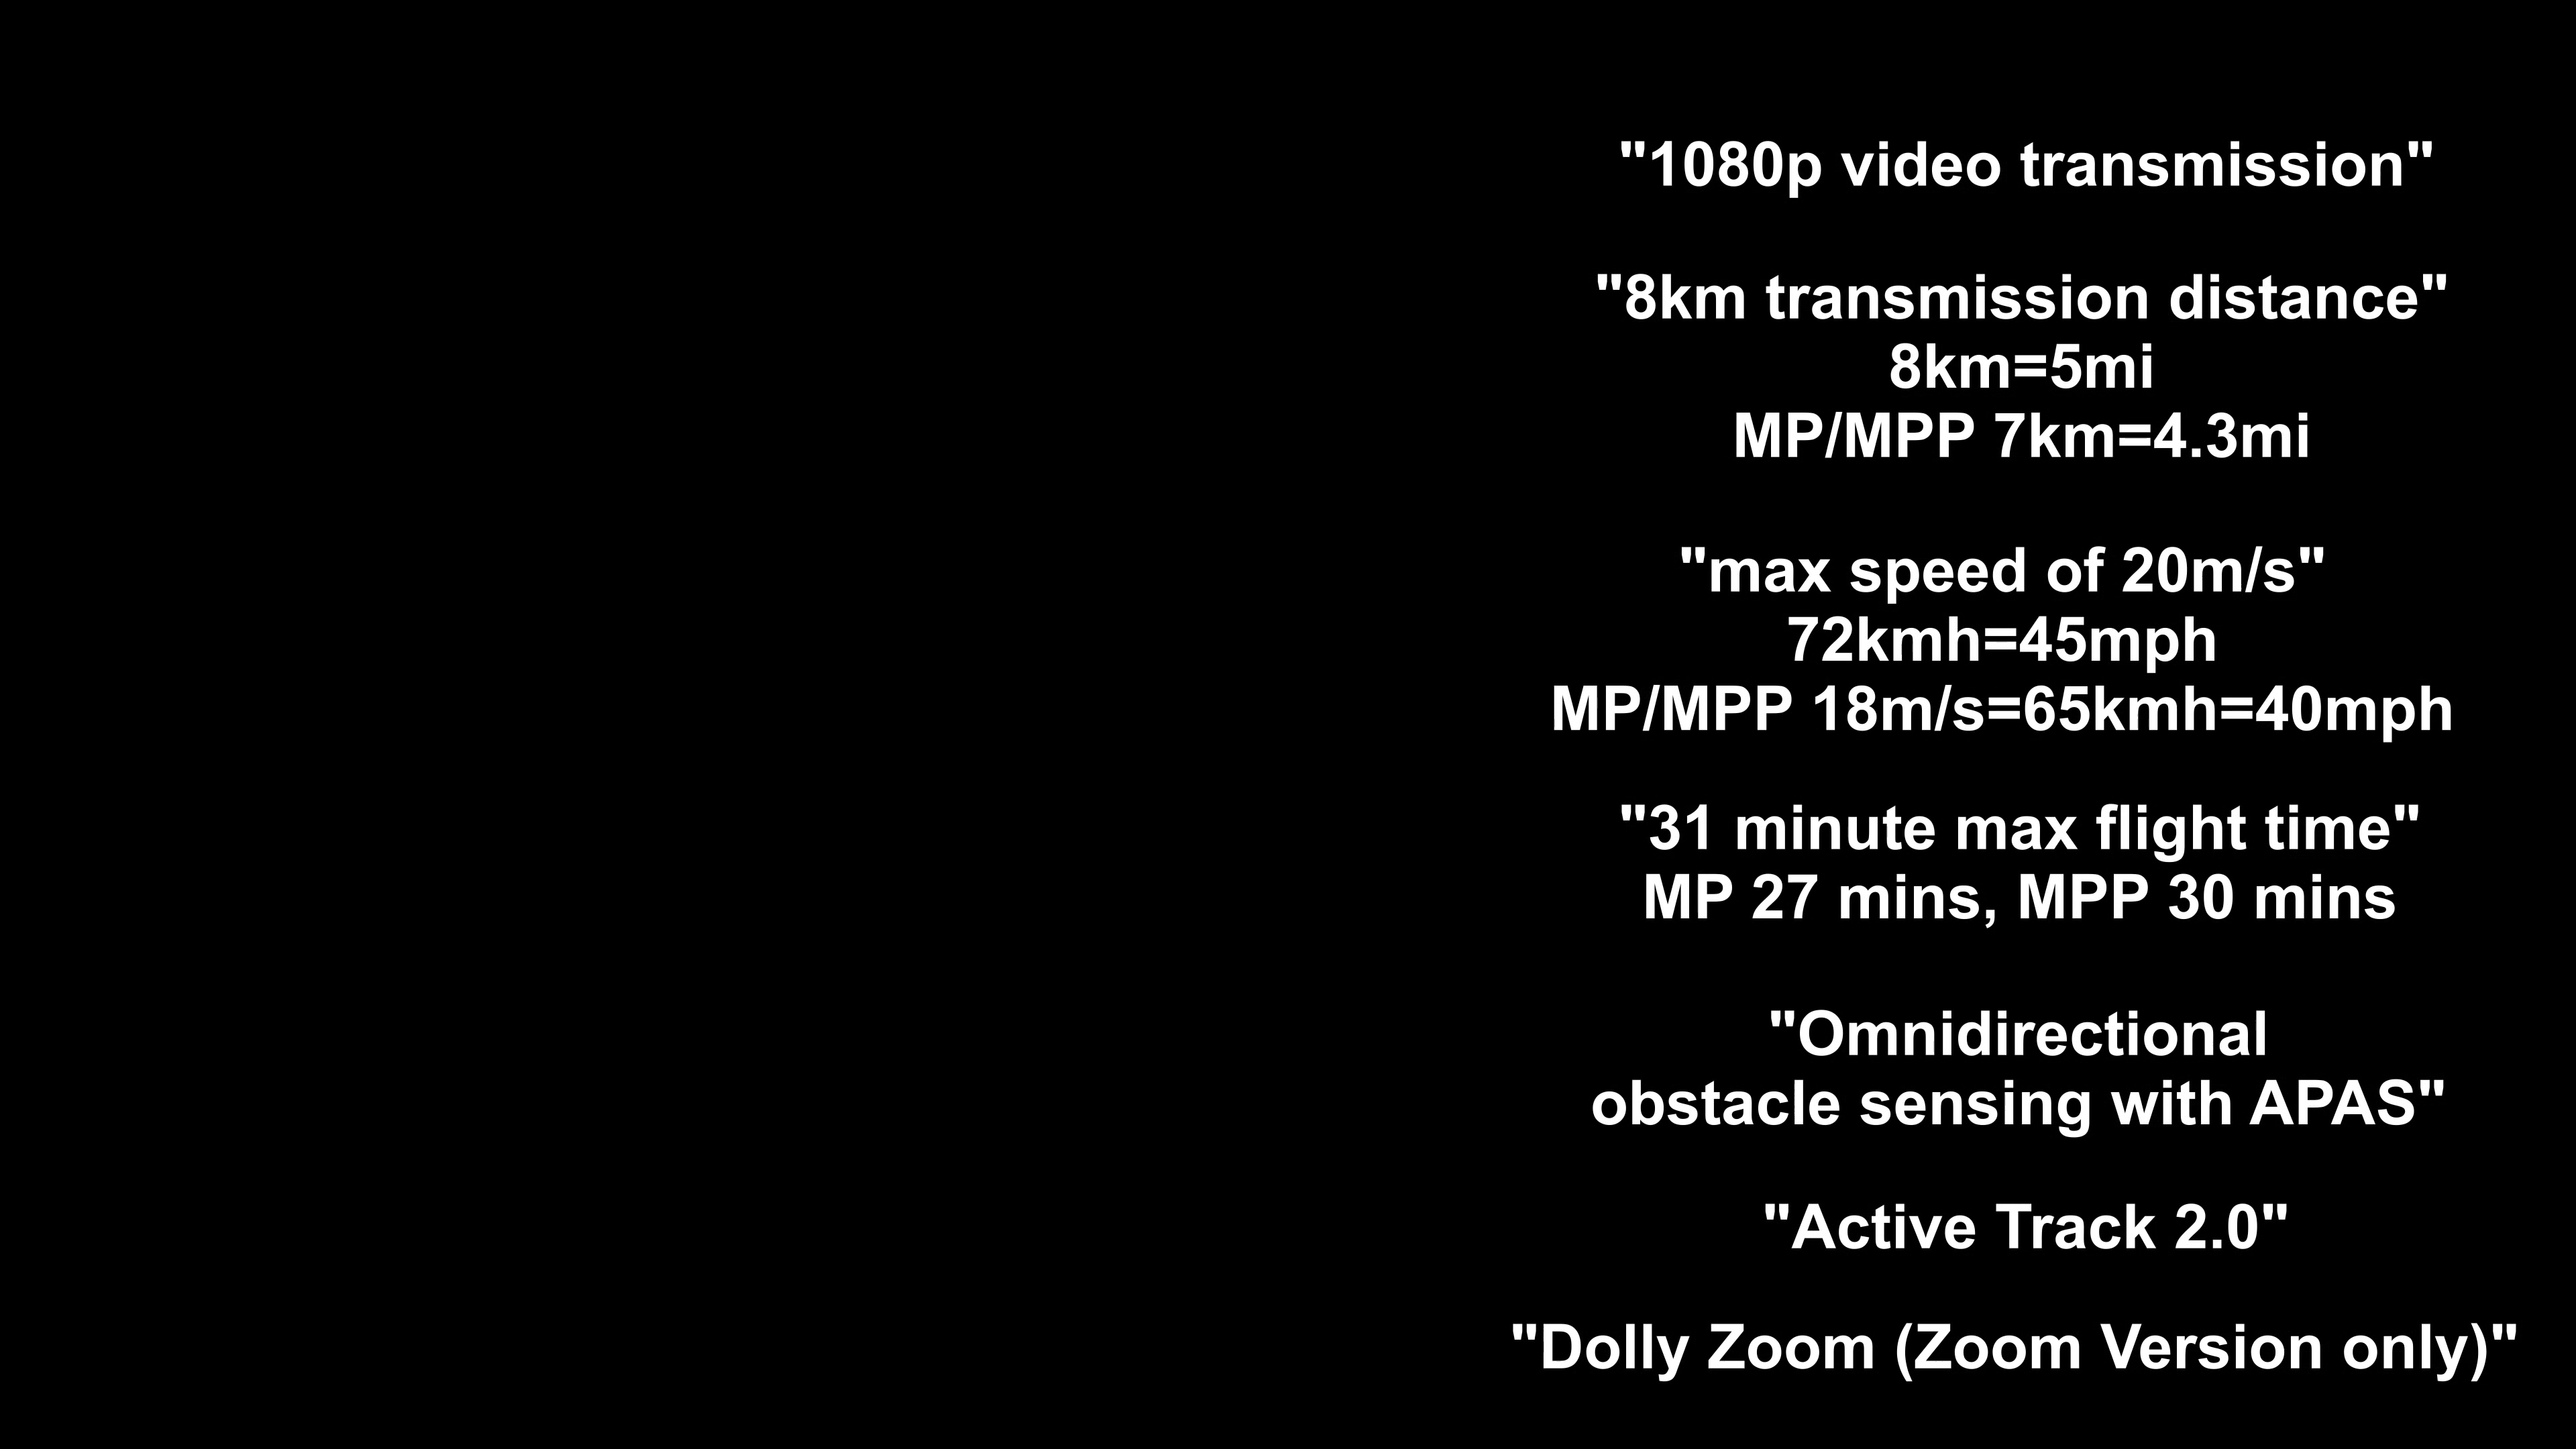 "1080p video transmission"
"8km transmission distance"
8km=5mi
MP/MPP 7km=4.3mi
"max speed of 20m/s"
72kmh=45mph
MP/MPP 18m/s=65kmh=40mph
"31 minute max flight time"
MP 27 mins, MPP 30 mins
"Omnidirectional
obstacle sensing with APAS"
"Active Track 2.0"
"Dolly Zoom (Zoom Version only)"